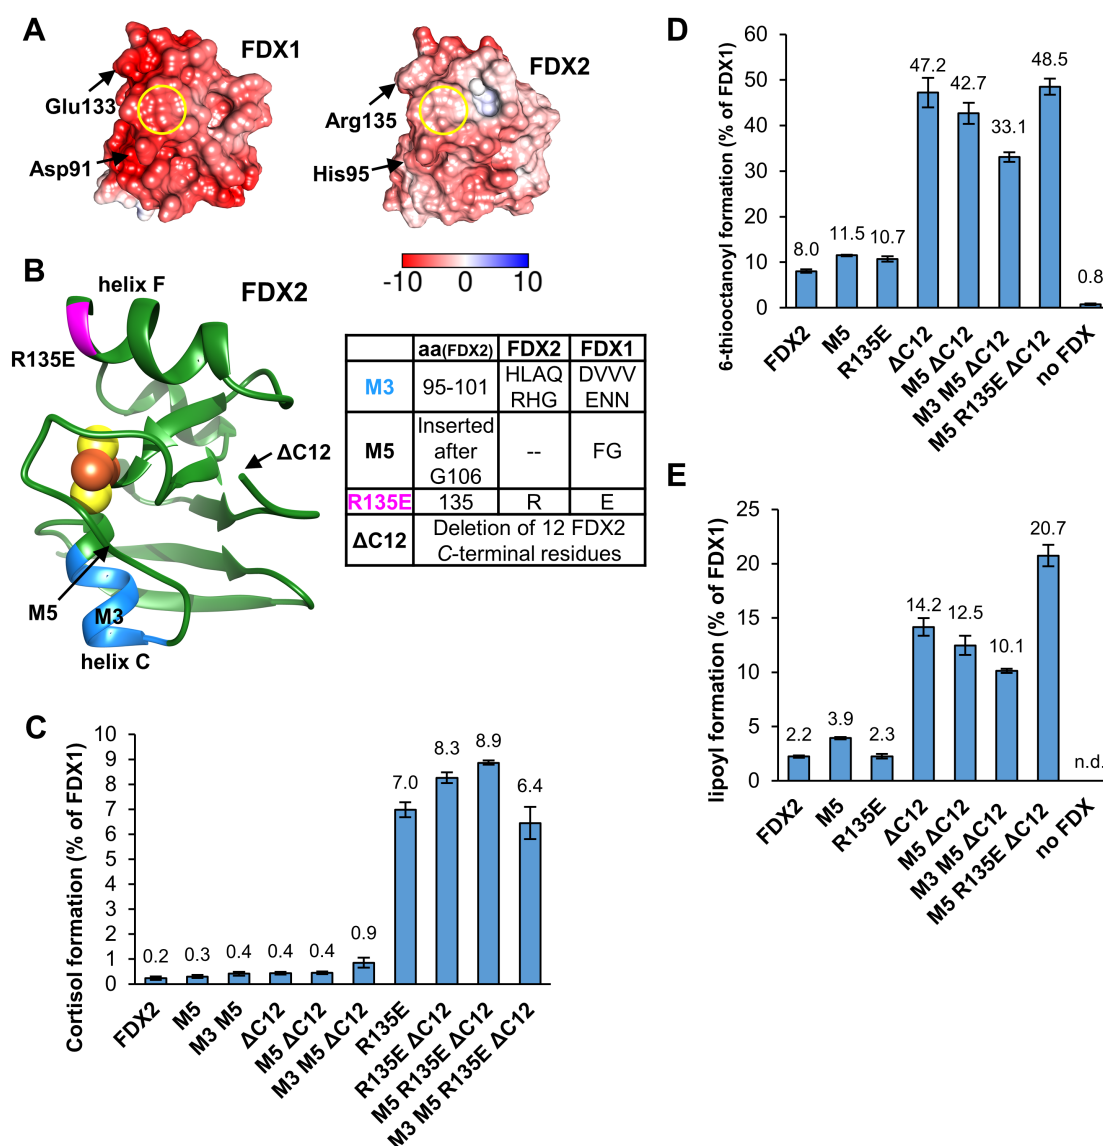 A
FDX1
FDX2
Glu133
Asp91
Arg135
His95
-10 0 10
B
helix F
FDX2
R135E
ΔC12
M5
M3
helix C
aa(FDX2) FDX2 FDX1
M3 95-101 HLAQ RHG DVVV ENN
M5 Inserted after G106 -- FG
R135E 135 R E
ΔC12 Deletion of 12 FDX2 C-terminal residues
C
Cortisol formation (% of FDX1)
10
9
8
7
6
5
4
3
2
1
0
0.2 0.3 0.4 0.4 0.4 0.9 7.0 8.3 8.9 6.4
FDX2
M5
M3 M5
ΔC12
M5 ΔC12
M3 M5 ΔC12
R135E
R135E ΔC12
M5 R135E ΔC12
M3 M5 R135E ΔC12
D
6-thiooctanoyl formation (% of FDX1)
60
50
40
30
20
10
0
8.0 11.5 10.7 47.2 42.7 33.1 48.5 0.8
FDX2
M5
R135E
ΔC12
M5 ΔC12
M3 M5 ΔC12
M5 R135E ΔC12
no FDX
E
lipoyl formation (% of FDX1)
25
20
15
10
5
0
2.2 3.9 2.3 14.2 12.5 10.1 20.7 n.d.
FDX2
M5
R135E
ΔC12
M5 ΔC12
M3 M5 ΔC12
M5 R135E ΔC12
no FDX